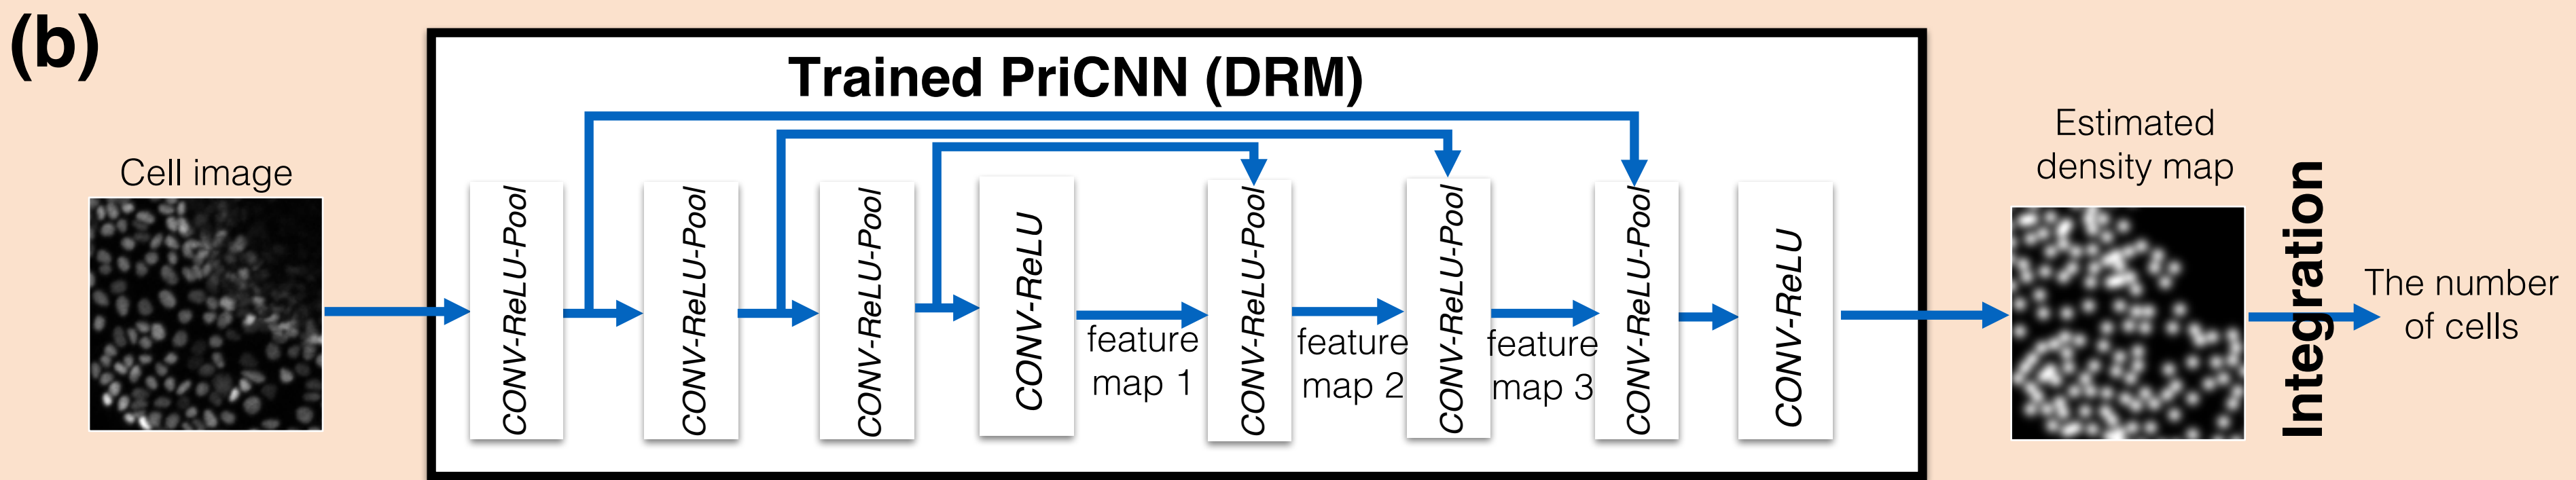 (b)
Trained PriCNN (DRM)
Cell image
CONV-ReLU-Pool
CONV-ReLU-Pool
CONV-ReLU-Pool
CONV-ReLU
feature
map 1
CONV-ReLU-Pool
feature
map 2
CONV-ReLU-Pool
feature
map 3
CONV-ReLU-Pool
CONV-ReLU
Estimated
density map
Integration
The number
of cells